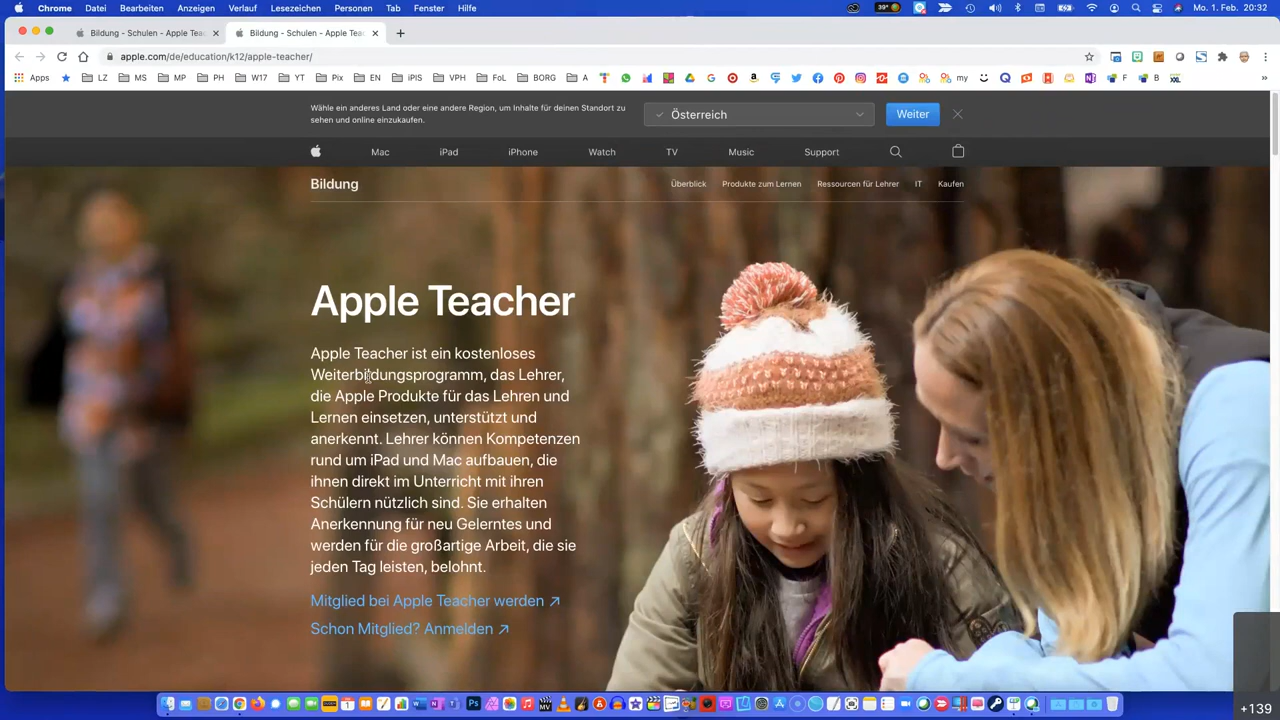 Chrome Datei Bearbeiten Anzeigen Verlauf Lesezeichen Personen Tab Fenster Hilfe 39° Mo. 1. Feb. 20:32
Bildung - Schulen - Apple Teac × Bildung - Schulen - Apple Teac × +
apple.com/de/education/k12/apple-teacher/
Apps LZ MS MP PH W17 YT Pix EN iPIS VPH FoL BORG A my F B
Wähle ein anderes Land oder eine andere Region, um Inhalte für deinen Standort zu
sehen und online einzukaufen.
Österreich
Weiter
Mac iPad iPhone Watch TV Music Support
Bildung
Überblick Produkte zum Lernen Ressourcen für Lehrer IT Kaufen
Apple Teacher
Apple Teacher ist ein kostenloses
Weiterbildungsprogramm, das Lehrer,
die Apple Produkte für das Lehren und
Lernen einsetzen, unterstützt und
anerkennt. Lehrer können Kompetenzen
rund um iPad und Mac aufbauen, die
ihnen direkt im Unterricht mit ihren
Schülern nützlich sind. Sie erhalten
Anerkennung für neu Gelerntes und
werden für die großartige Arbeit, die sie
jeden Tag leisten, belohnt.
Mitglied bei Apple Teacher werden ↗
Schon Mitglied? Anmelden ↗
+139